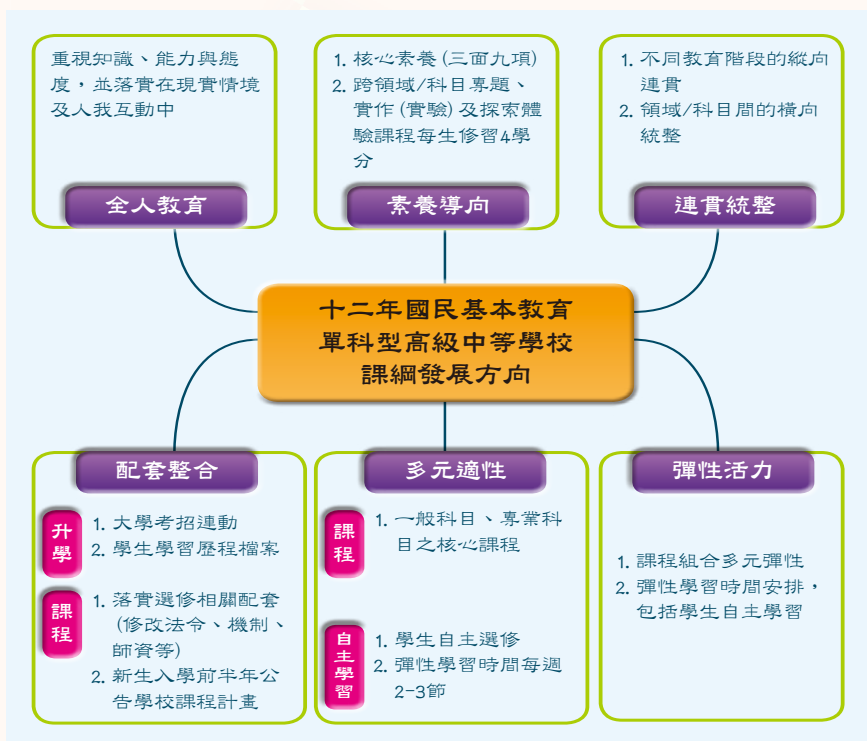 重視知識、能力與態
度，並落實在現實情境
及人我互動中
全人教育
1. 核心素養(三面九項)
2. 跨領域/科目專題、
實作(實驗)及探索體
驗課程每生修習4學
分
素養導向
1. 不同教育階段的縱向
連貫
2. 領域/科目間的橫向
統整
連貫統整
十二年國民基本教育
單科型高級中等學校
課綱發展方向
配套整合
升學
1. 大學考招連動
2. 學生學習歷程檔案
課程
1. 落實選修相關配套
(修改法令、機制、
師資等)
2. 新生入學前半年公
告學校課程計畫
多元適性
課程
1. 一般科目、專業科
目之核心課程
自主學習
1. 學生自主選修
2. 彈性學習時間每週
2-3節
彈性活力
1. 課程組合多元彈性
2. 彈性學習時間安排，
包括學生自主學習